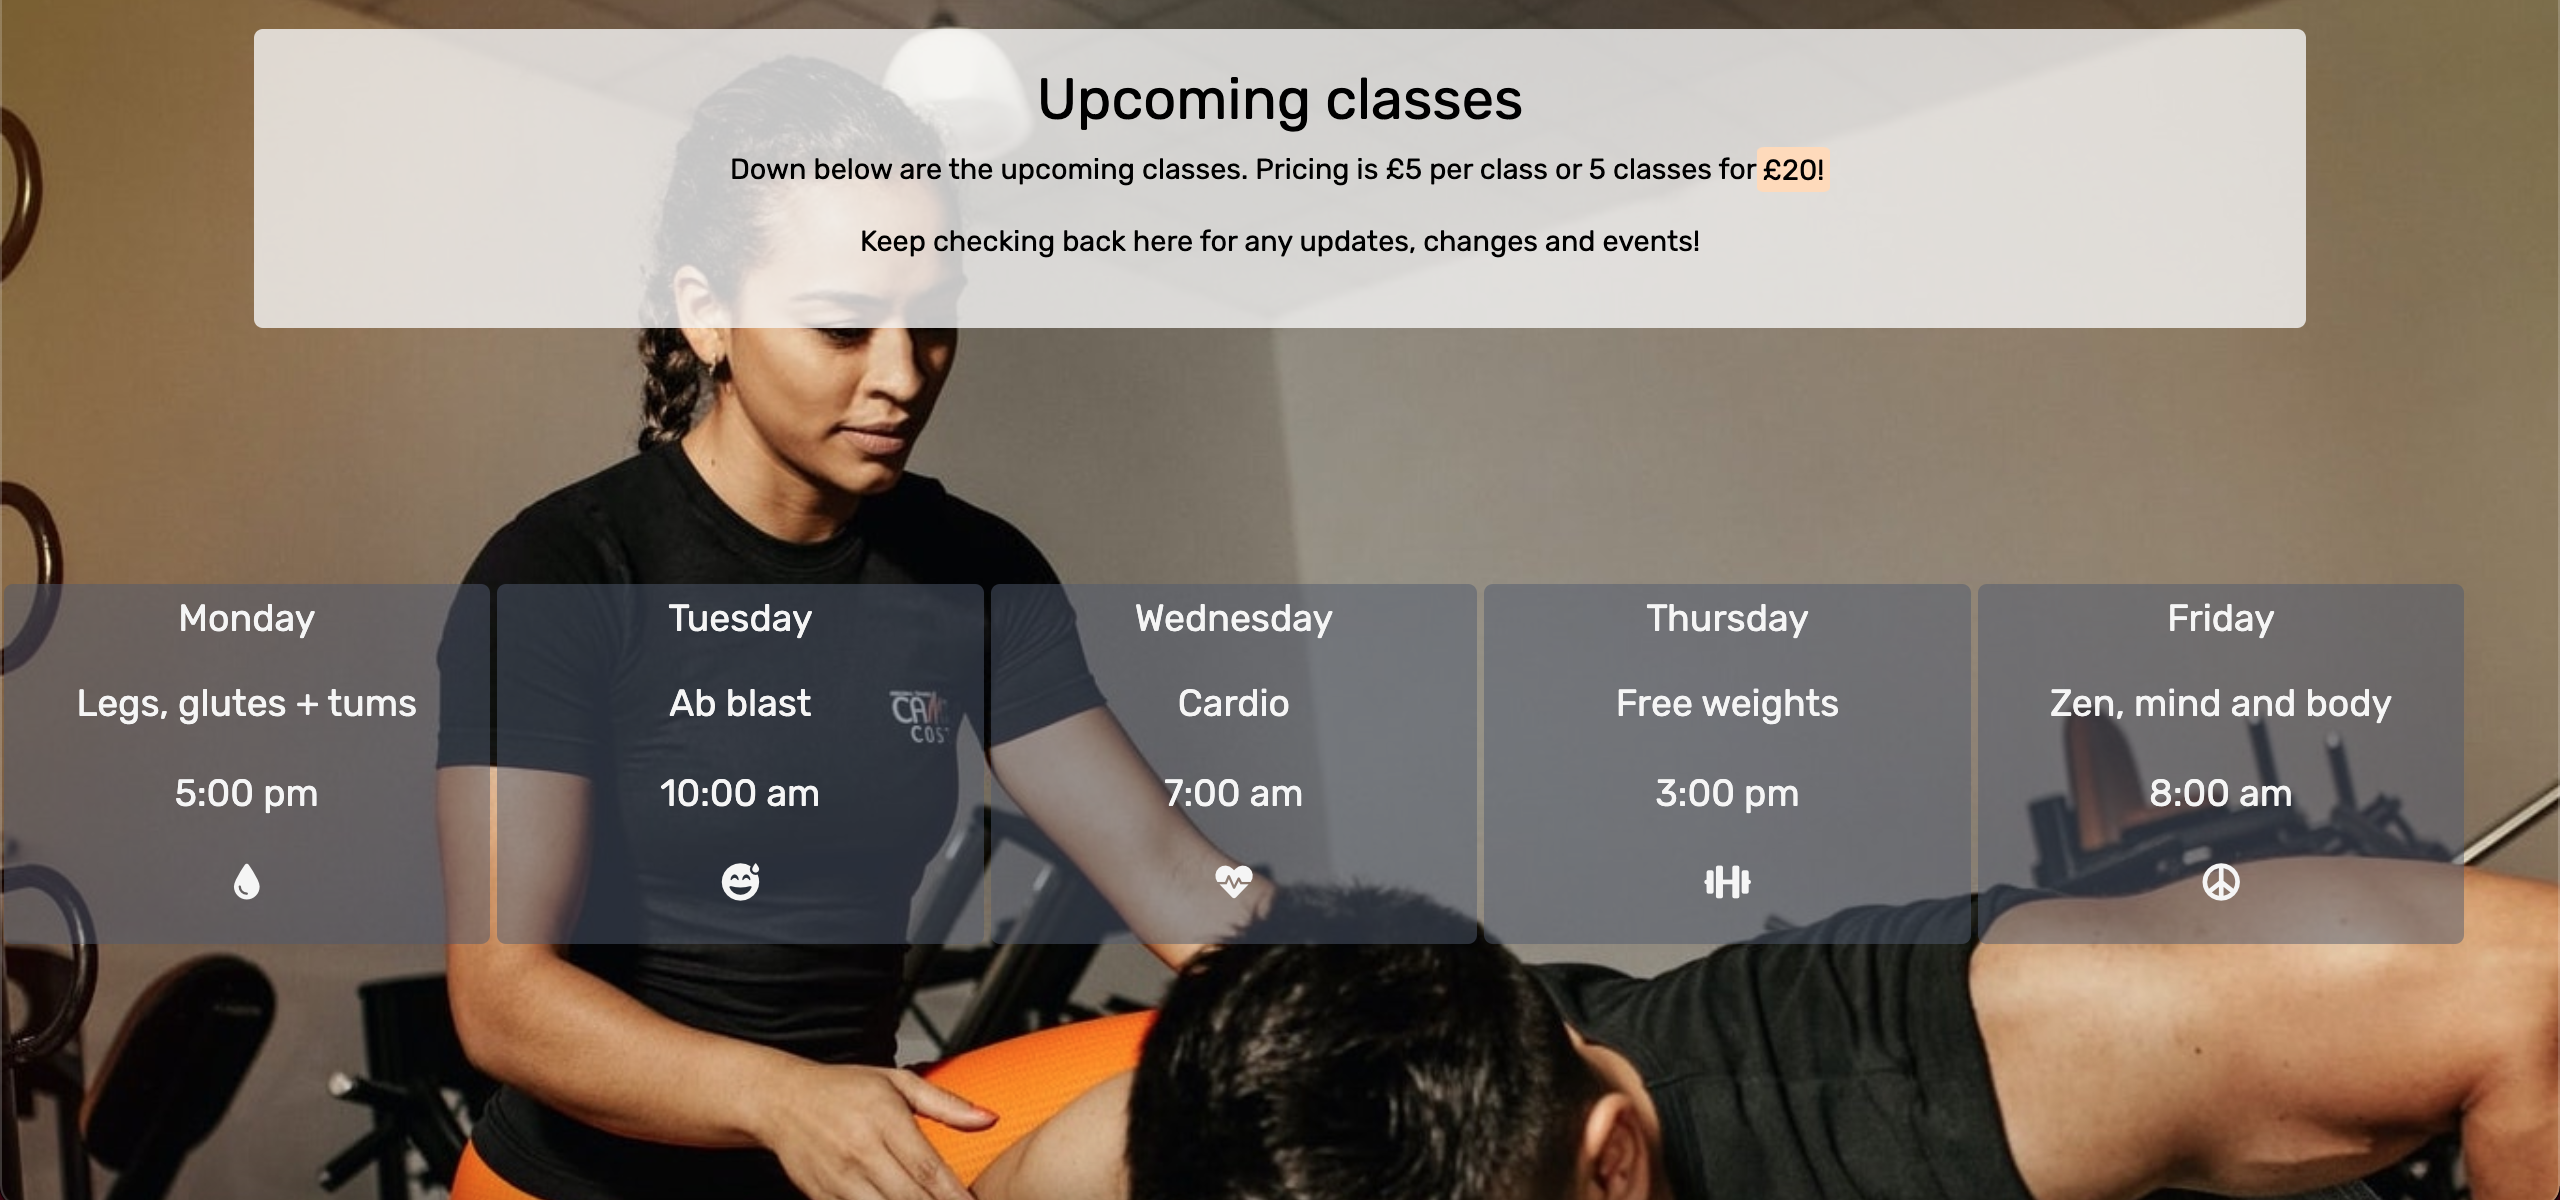 Upcoming classes
Down below are the upcoming classes. Pricing is £5 per class or 5 classes for £20!
Keep checking back here for any updates, changes and events!
Monday
Legs, glutes + tums
5:00 pm
Tuesday
Ab blast
10:00 am
Wednesday
Cardio
7:00 am
Thursday
Free weights
3:00 pm
Friday
Zen, mind and body
8:00 am